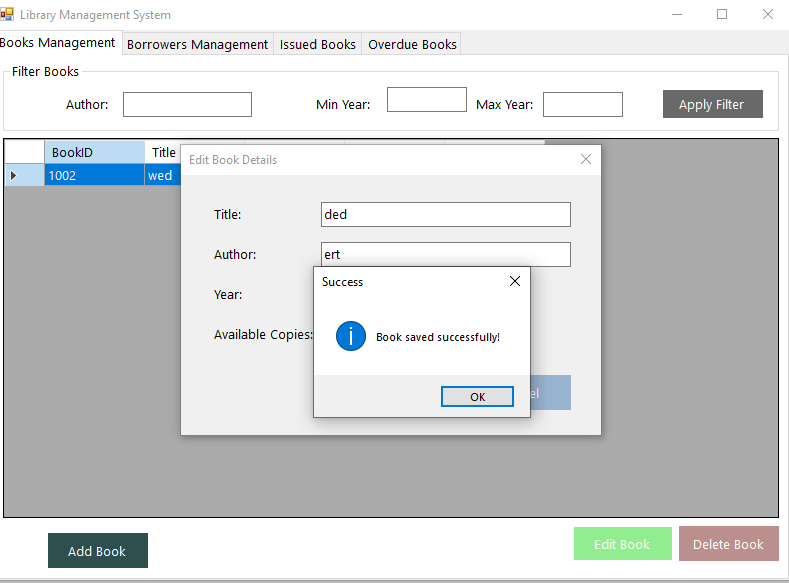 Library Management System
Books Management Borrowers Management Issued Books Overdue Books
Filter Books
Author: Min Year: Max Year: Apply Filter
BookID Title
1002 wed
Edit Book Details
Title: ded
Author: ert
Year:
Available Copies:
Success
Book saved successfully!
OK
Add Book Edit Book Delete Book